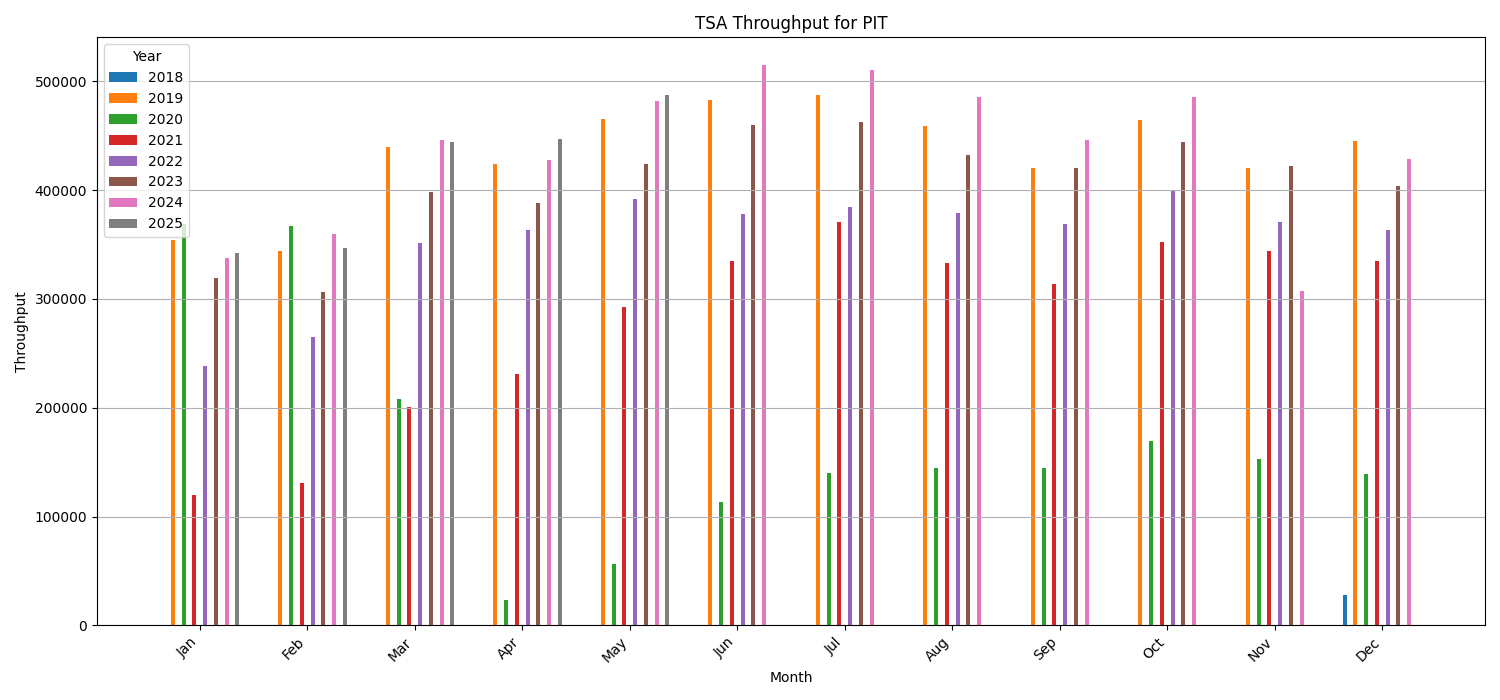 TSA Throughput for PIT
Year
2018
2019
2020
2021
2022
2023
2024
2025
Throughput
500000
400000
300000
200000
100000
0
Jan
Feb
Mar
Apr
May
Jun
Jul
Aug
Sep
Oct
Nov
Dec
Month